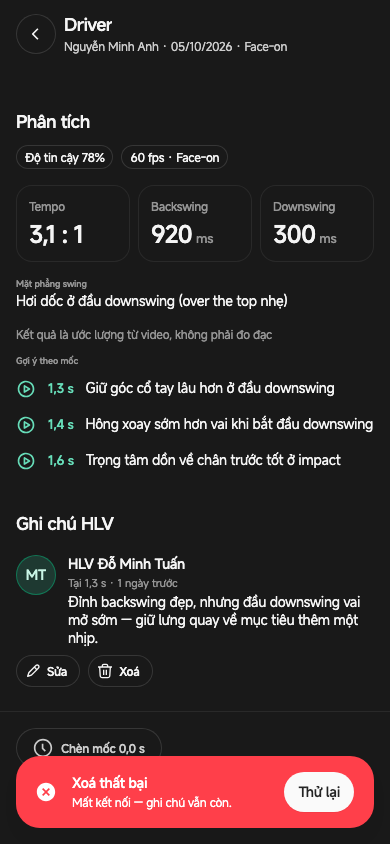 Driver
Nguyễn Minh Anh · 05/10/2026 · Face-on
Phân tích
Độ tin cậy 78%
60 fps · Face-on
Tempo
3,1 : 1
Backswing
920 ms
Downswing
300 ms
Mặt phẳng swing
Hơi dốc ở đầu downswing (over the top nhẹ)
Kết quả là ước lượng từ video, không phải đo đạc
Gợi ý theo mốc
1,3 s Giữ góc cổ tay lâu hơn ở đầu downswing
1,4 s Hông xoay sớm hơn vai khi bắt đầu downswing
1,6 s Trọng tâm dồn về chân trước tốt ở impact
Ghi chú HLV
MT
HLV Đỗ Minh Tuấn
Tại 1,3 s · 1 ngày trước
Đỉnh backswing đẹp, nhưng đầu downswing vai
mở sớm — giữ lưng quay về mục tiêu thêm một
nhịp.
Sửa
Xoá
Chèn mốc 0,0 s
Xoá thất bại
Mất kết nối — ghi chú vẫn còn.
Thử lại